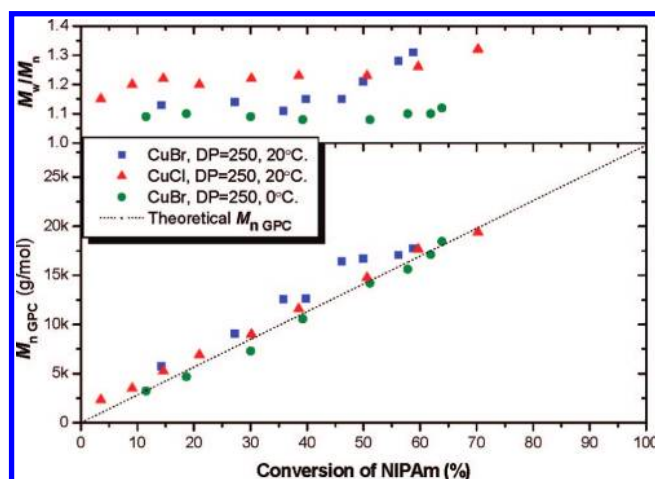 1.4
1.3
1.2
1.1
1.0
Mw/Mn
CuBr, DP=250, 20°C.
CuCl, DP=250, 20°C.
CuBr, DP=250, 0°C.
Theoretical Mn GPC
25k
20k
15k
10k
5k
0
Mn GPC (g/mol)
0 10 20 30 40 50 60 70 80 90 100
Conversion of NIPAm (%)